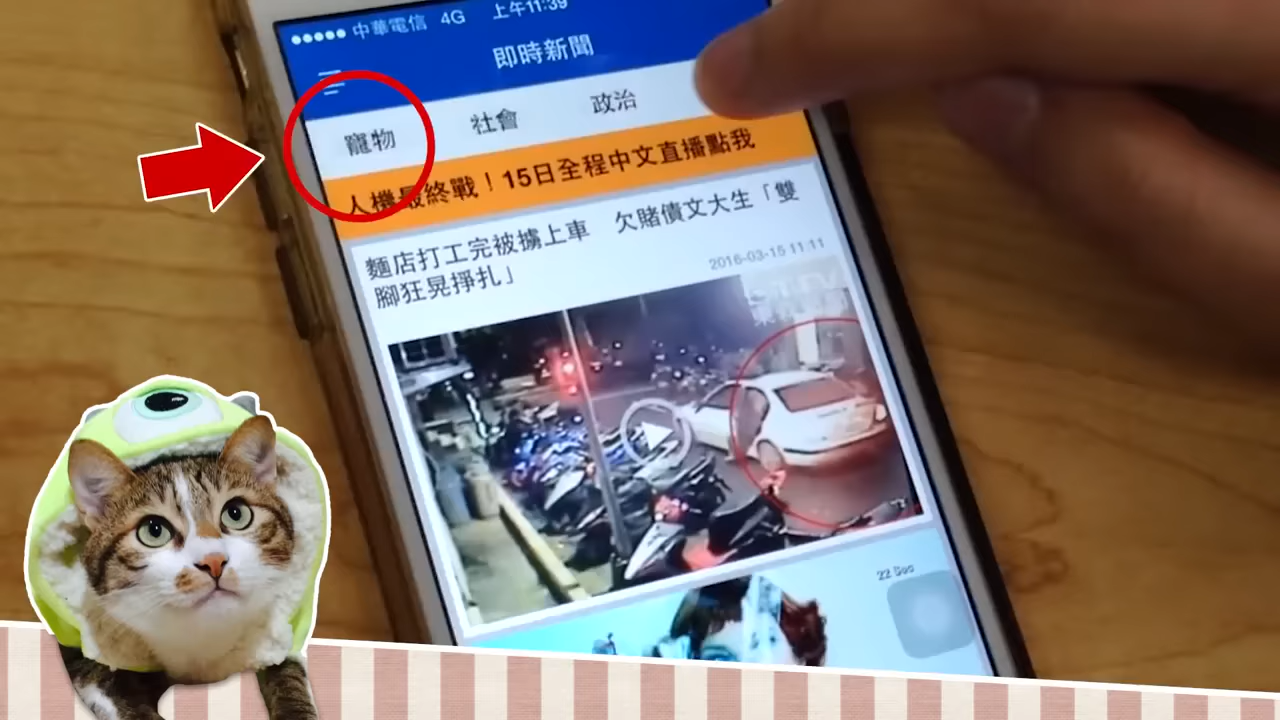 中華電信 4G 上午11:39
即時新聞
寵物 社會 政治
人機最終戰！15日全程中文直播點我
麵店打工完被擄上車 欠賭債文大生「雙
腳狂晃掙扎」
2016-03-15 11:11